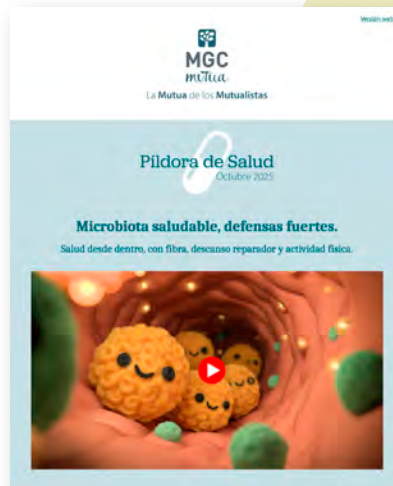 Versión web
MGC
mutua
La Mutua de los Mutualistas
Píldora de Salud
Octubre 2025
Microbiota saludable, defensas fuertes.
Salud desde dentro, con fibra, descanso reparador y actividad física.